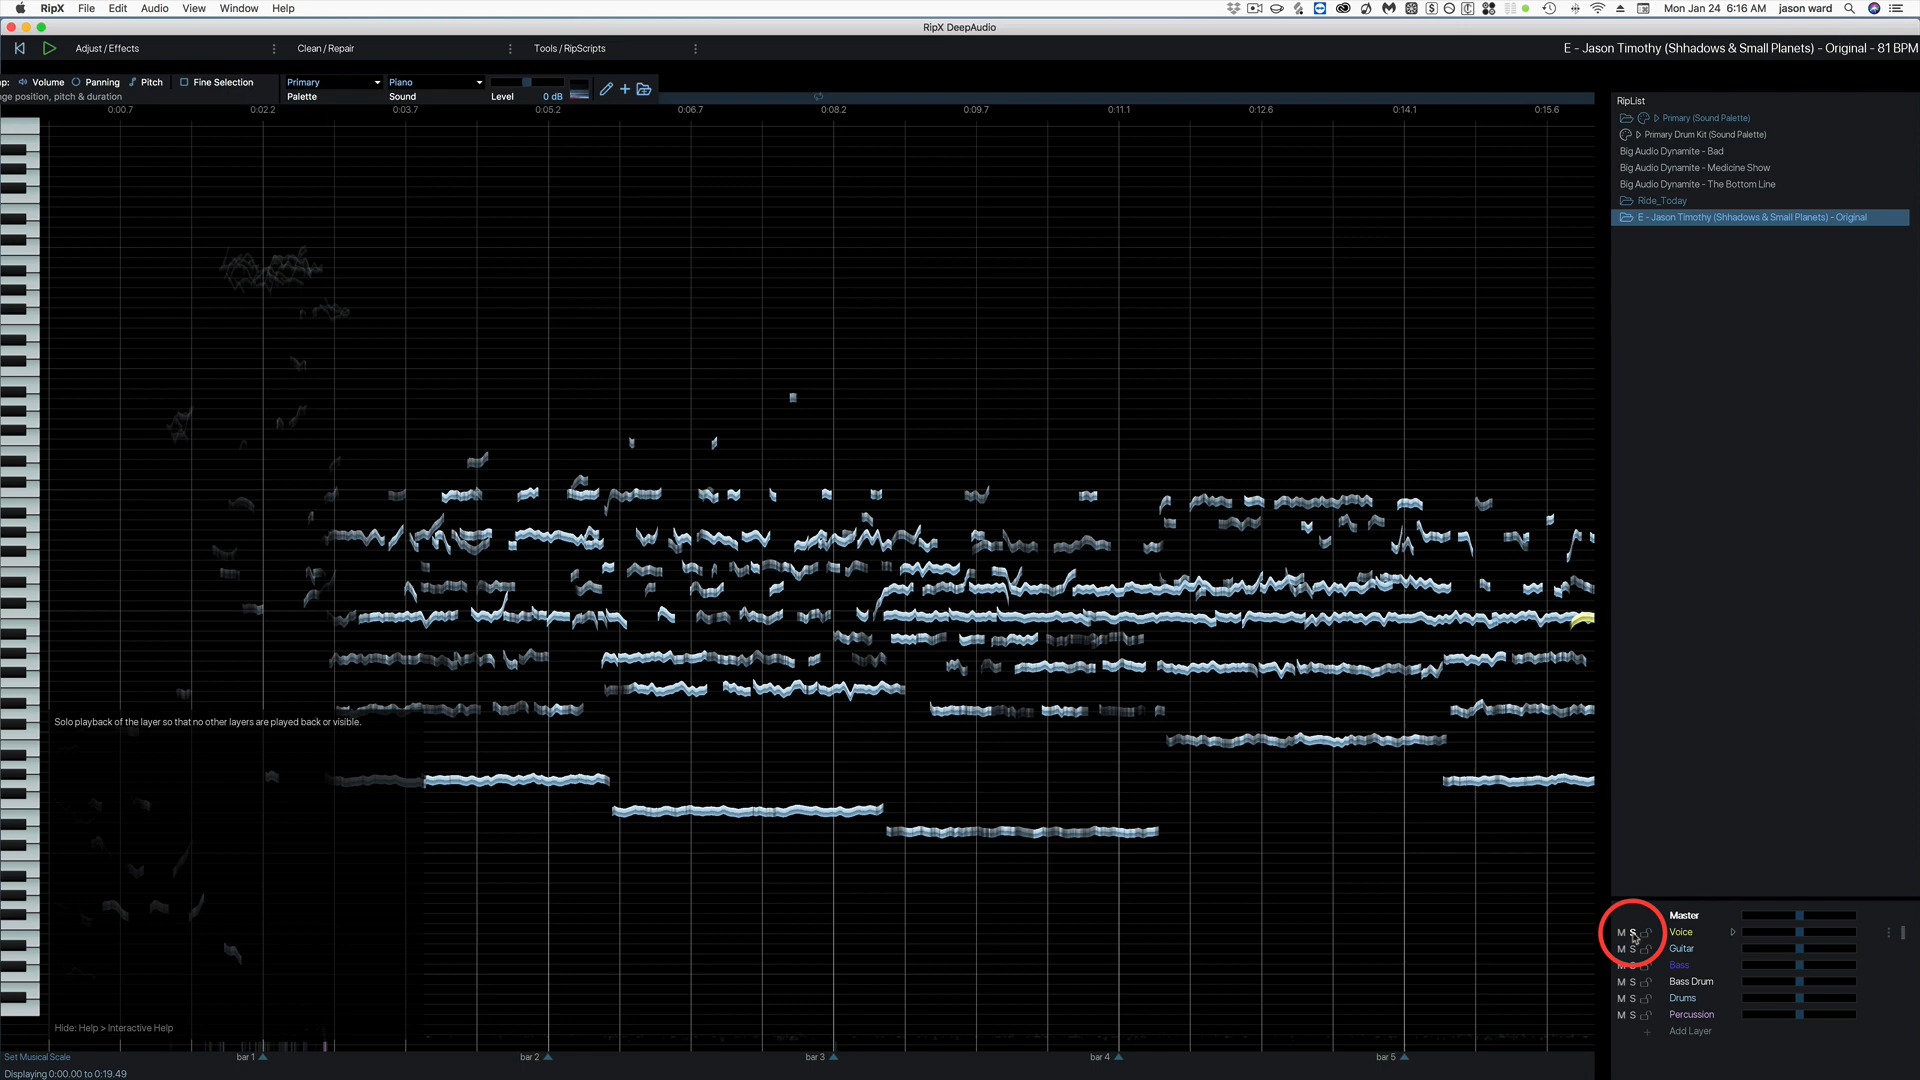 RipX File Edit Audio View Window Help
Mon Jan 24 6:16 AM jason ward
RipX DeepAudio
Adjust / Effects Clean / Repair Tools / RipScripts
E - Jason Timothy (Shhadows & Small Planets) - Original - 81 BPM
p: Volume Panning Pitch Fine Selection Primary Piano
nge position, pitch & duration Palette Sound Level 0 dB
0:00.7 0:02.2 0:03.7 0:05.2 0:06.7 0:08.2 0:09.7 0:11.1 0:12.6 0:14.1 0:15.6
RipList
Primary (Sound Palette)
Primary Drum Kit (Sound Palette)
Big Audio Dynamite - Bad
Big Audio Dynamite - Medicine Show
Big Audio Dynamite - The Bottom Line
Ride_Today
E - Jason Timothy (Shhadows & Small Planets) - Original
Solo playback of the layer so that no other layers are played back or visible.
Master
M S Voice
M S Guitar
M S Bass
M S Bass Drum
M S Drums
M S Percussion
+ Add Layer
Hide: Help > Interactive Help
Set Musical Scale bar 1 bar 2 bar 3 bar 4 bar 5
Displaying 0:00.00 to 0:19.49